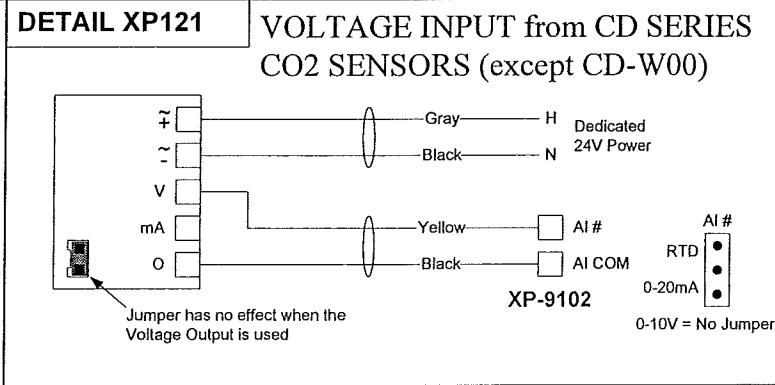 DETAIL XP121
VOLTAGE INPUT from CD SERIES
CO2 SENSORS (except CD-W00)
~
+
Gray
H
Dedicated
24V Power
~
-
Black
N
V
mA
Yellow
AI #
O
Black
AI COM
XP-9102
AI #
RTD
0-20mA
0-10V = No Jumper
Jumper has no effect when the
Voltage Output is used